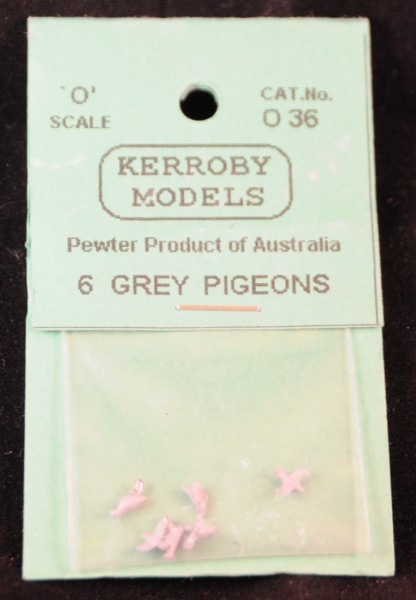 'O'
SCALE
CAT.No.
O 36
KERROBY
MODELS
Pewter Product of Australia
6 GREY PIGEONS